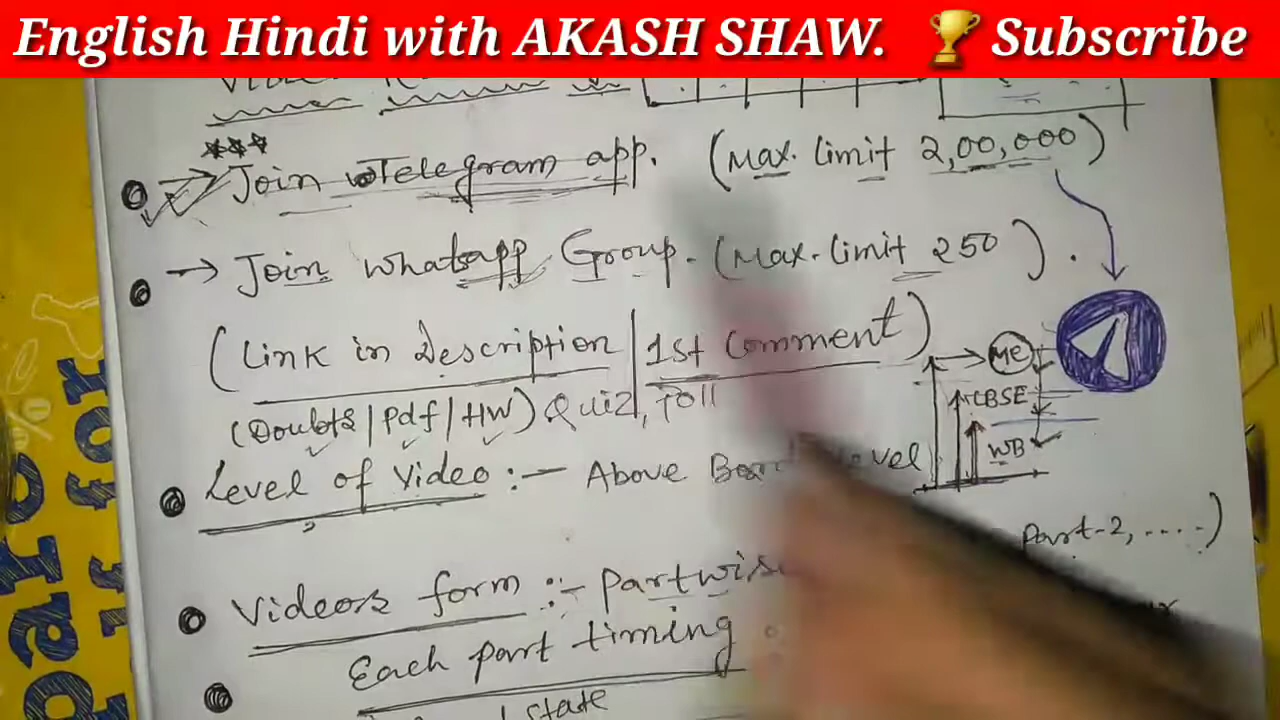 English Hindi with AKASH SHAW. 🏆 Subscribe
→ Join Telegram app. (Max. limit 2,00,000)
→ Join whatsapp Group. (Max. limit 250).
(Link in Description | 1st Comment)
(Doubts | Pdf | HW) Quiz, Poll
ME
CBSE
WB
Level of Video :- Above Board Level
Part-2, ....)
Videos form :- Partwise
Each part timing
state